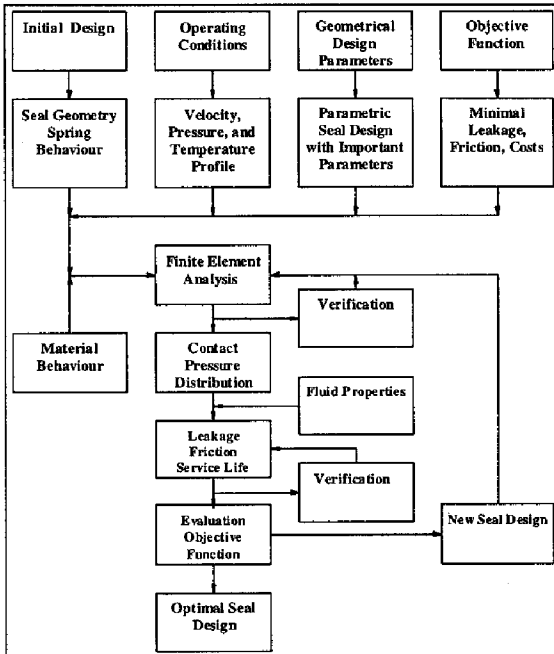 Initial Design
Operating
Conditions
Geometrical
Design
Parameters
Objective
Function
Seal Geometry
Spring
Behaviour
Velocity,
Pressure, and
Temperature
Profile
Parametric
Seal Design
with Important
Parameters
Minimal
Leakage,
Friction, Costs
Finite Element
Analysis
Verification
Material
Behaviour
Contact
Pressure
Distribution
Fluid Properties
Leakage
Friction
Service Life
Verification
Evaluation
Objective
Function
New Seal Design
Optimal Seal
Design